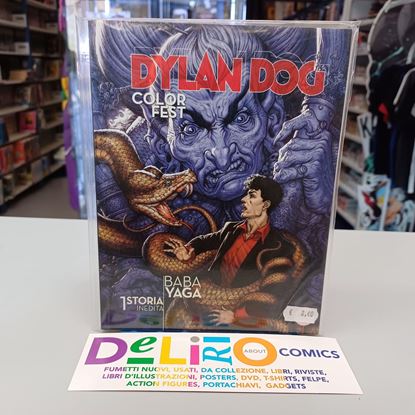 DYLAN DOG
COLOR
FEST
BABA
YAGA
1 STORIA
INEDITA
DeLiRiO ABOUT COMICS
FUMETTI NUOVI, USATI, DA COLLEZIONE, LIBRI, RIVISTE,
LIBRI D'ILLUSTRAZIONI, POSTERS, DVD, T-SHIRTS, FELPE,
ACTION FIGURES, PORTACHIAVI, GADGETS